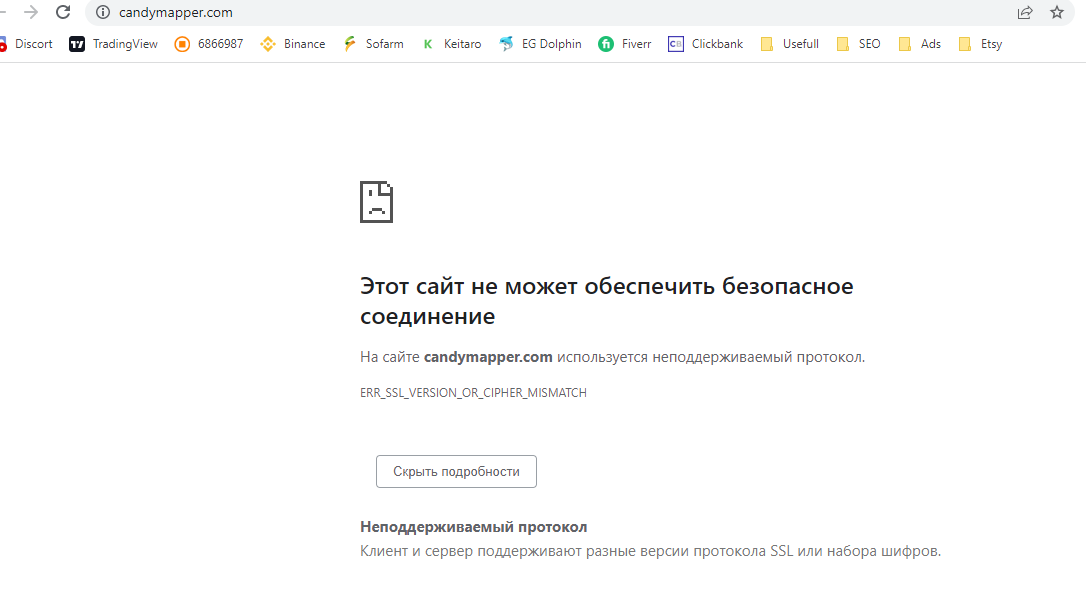 candymapper.com
Discort TradingView 6866987 Binance Sofarm Keitaro EG Dolphin Fiverr CB Clickbank Usefull SEO Ads Etsy
Этот сайт не может обеспечить безопасное
соединение
На сайте candymapper.com используется неподдерживаемый протокол.
ERR_SSL_VERSION_OR_CIPHER_MISMATCH
Скрыть подробности
Неподдерживаемый протокол
Клиент и сервер поддерживают разные версии протокола SSL или набора шифров.